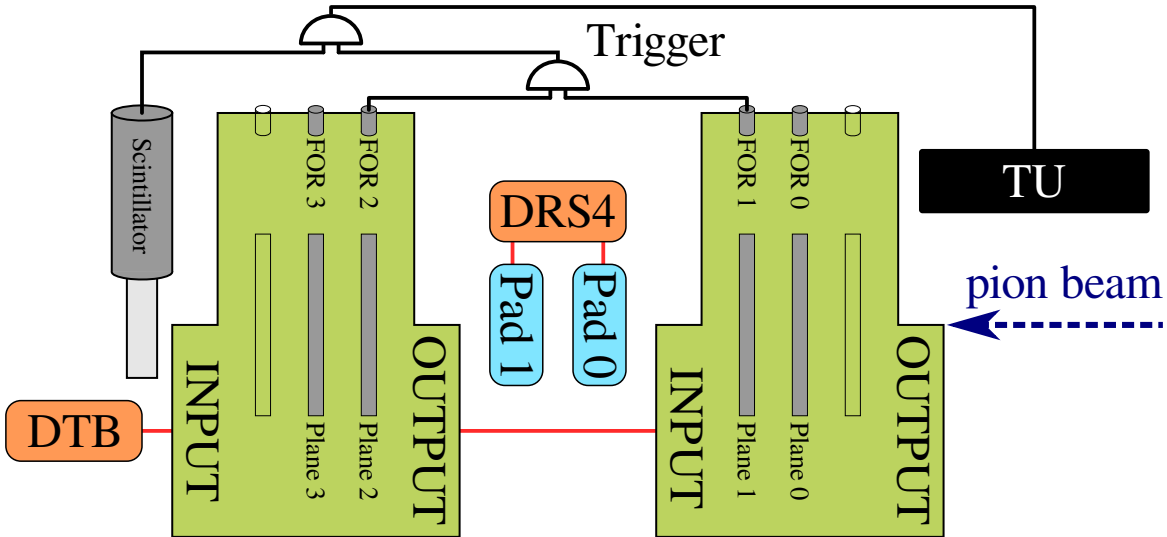 Trigger
Scintillator
FOR 3
FOR 2
FOR 1
FOR 0
TU
DRS4
Pad 1
Pad 0
pion beam
INPUT
OUTPUT
INPUT
OUTPUT
DTB
Plane 3
Plane 2
Plane 1
Plane 0